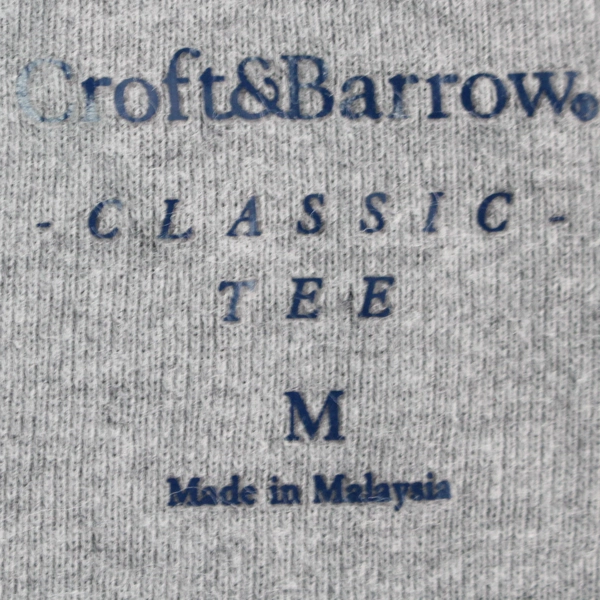 Croft&Barrow®
- CLASSIC -
TEE
M
Made in Malaysia